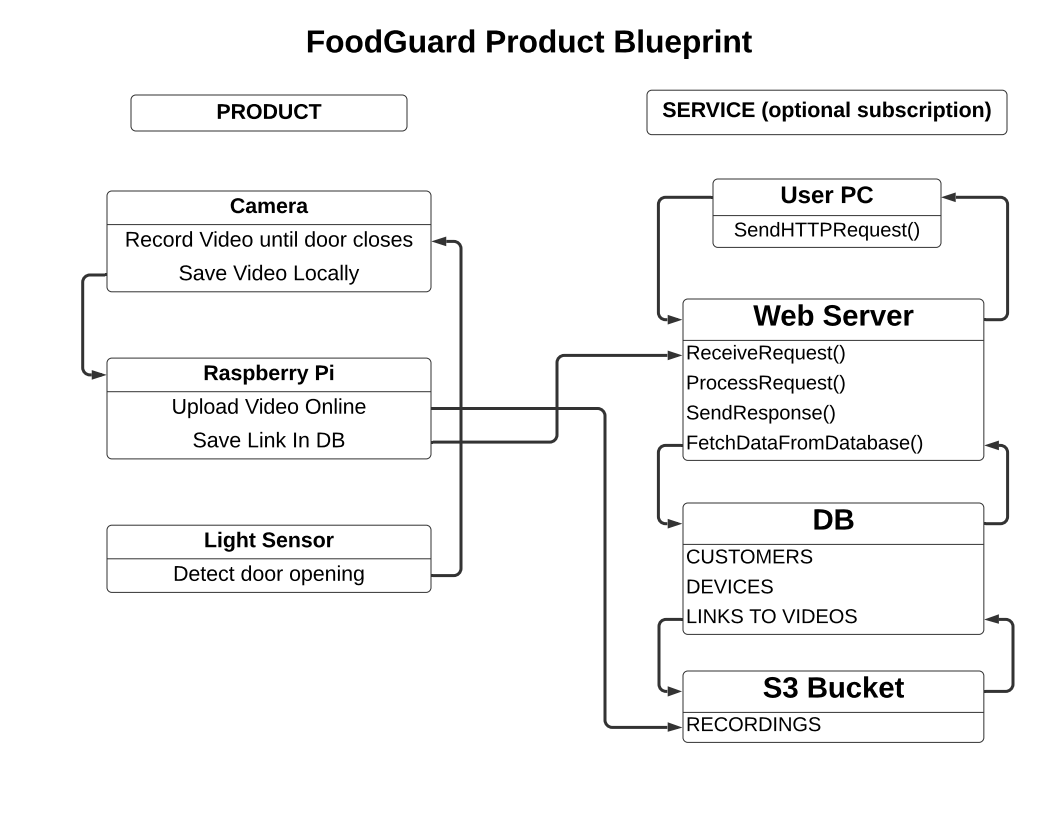 FoodGuard Product Blueprint
PRODUCT
SERVICE (optional subscription)
Camera
Record Video until door closes
Save Video Locally
Raspberry Pi
Upload Video Online
Save Link In DB
Light Sensor
Detect door opening
User PC
SendHTTPRequest()
Web Server
ReceiveRequest()
ProcessRequest()
SendResponse()
FetchDataFromDatabase()
DB
CUSTOMERS
DEVICES
LINKS TO VIDEOS
S3 Bucket
RECORDINGS